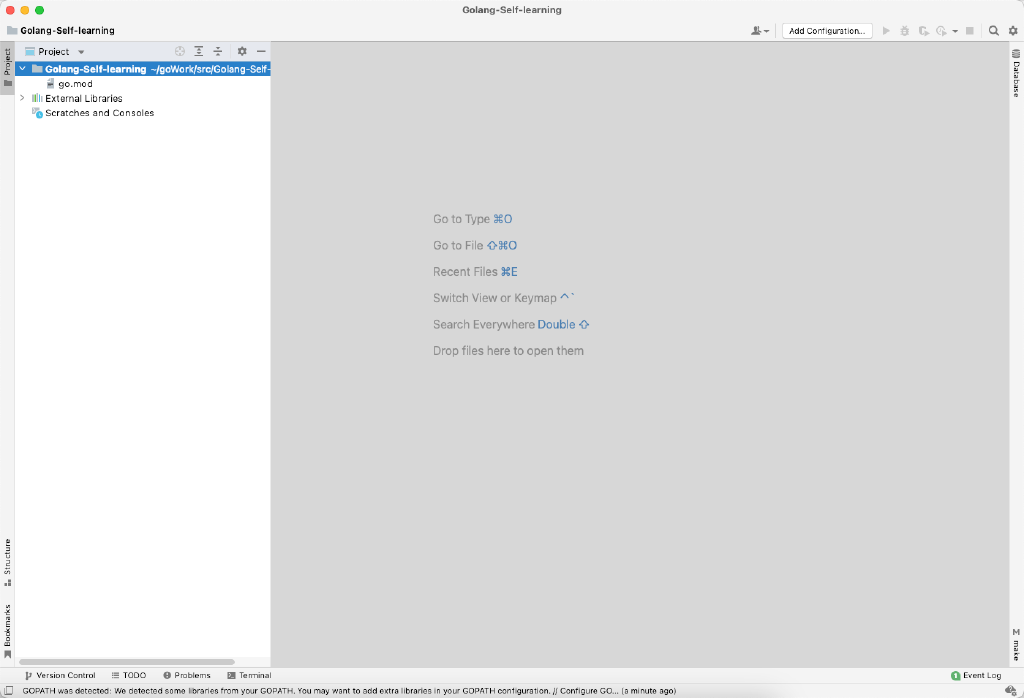 Golang-Self-learning
Golang-Self-learning
Add Configuration...
Project
Project
Golang-Self-learning ~/goWork/src/Golang-Self-
go.mod
External Libraries
Scratches and Consoles
Database
Go to Type ⌘O
Go to File ⇧⌘O
Recent Files ⌘E
Switch View or Keymap ^`
Search Everywhere Double ⇧
Drop files here to open them
Structure
Bookmarks
M make
Version Control
TODO
Problems
Terminal
1 Event Log
GOPATH was detected: We detected some libraries from your GOPATH. You may want to add extra libraries in your GOPATH configuration. // Configure GO... (a minute ago)